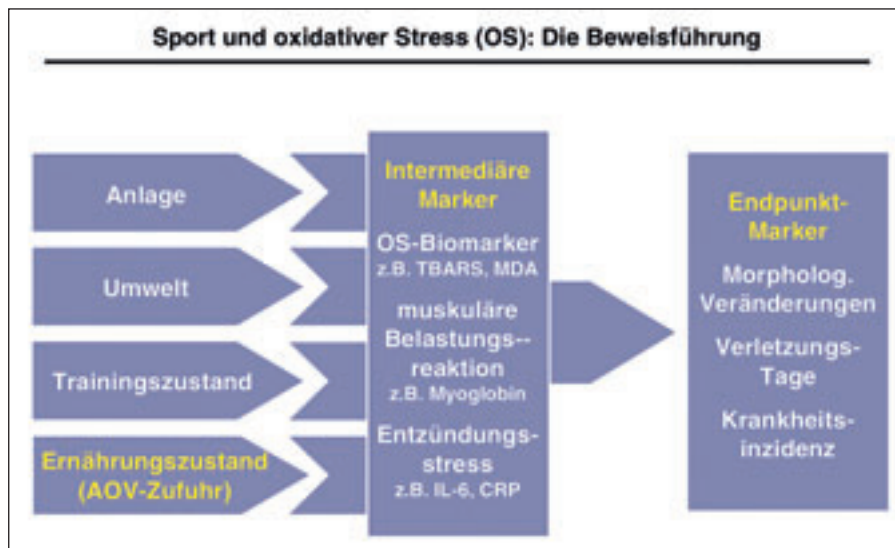 Sport und oxidativer Stress (OS): Die Beweisführung
Anlage
Umwelt
Trainingszustand
Ernährungszustand
(AOV-Zufuhr)
Intermediäre
Marker
OS-Biomarker
z.B. TBARS, MDA
muskuläre
Belastungs--
reaktion
z.B. Myoglobin
Entzündungs-
stress
z.B. IL-6, CRP
Endpunkt-
Marker
Morpholog.
Veränderungen
Verletzungs-
Tage
Krankheits-
inzidenz